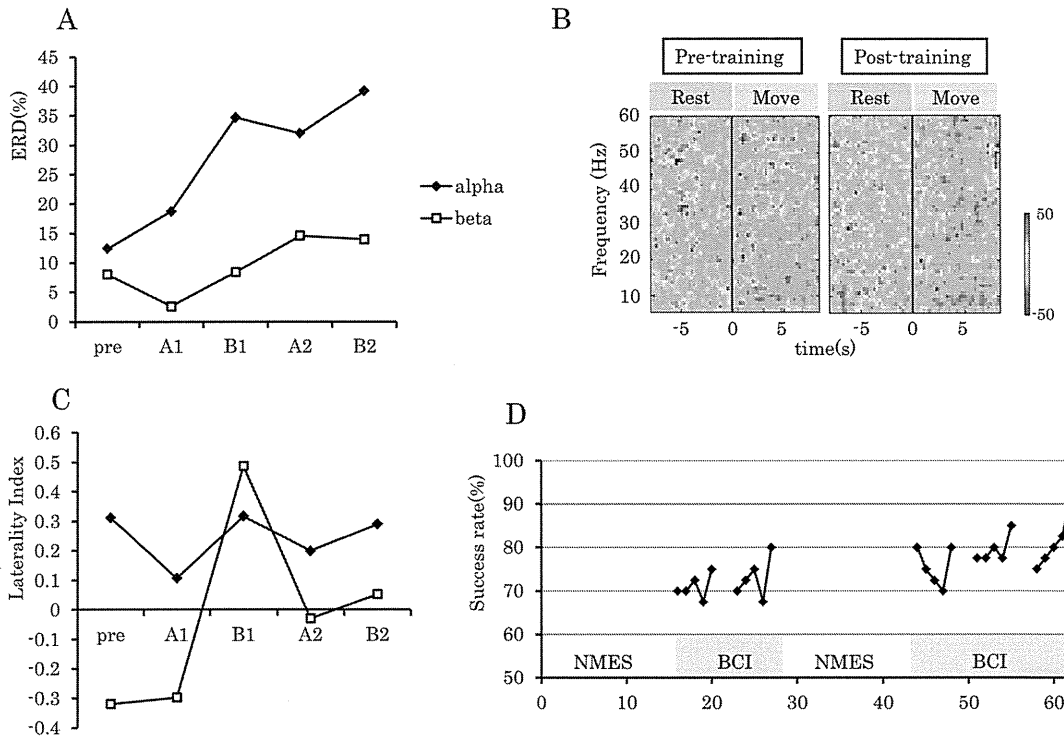 A
45
40
35
30
25
20
15
10
5
0
ERD(%)
pre A1 B1 A2 B2
alpha
beta
B
Pre-training Post-training
Rest Move Rest Move
60
50
40
30
20
10
Frequency (Hz)
-5 0 5 -5 0 5
time(s)
50
-50
C
0.6
0.5
0.4
0.3
0.2
0.1
0
-0.1
-0.2
-0.3
-0.4
Laterality Index
pre A1 B1 A2 B2
D
100
90
80
70
60
50
Success rate(%)
NMES BCI NMES BCI
0 10 20 30 40 50 60